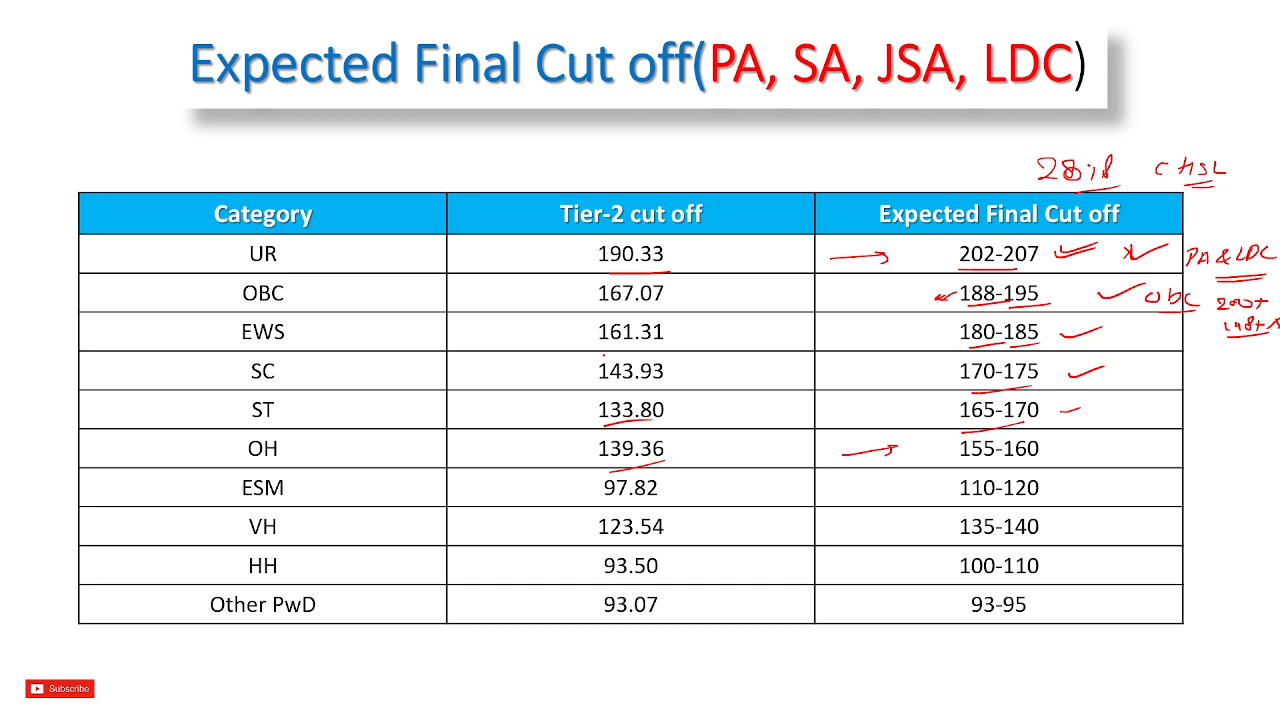 Expected Final Cut off(PA, SA, JSA, LDC)
CHSL
Category Tier-2 cut off Expected Final Cut off
UR 190.33 202-207
PA & LDC
OBC 167.07 188-195
OBC 200+
EWS 161.31 180-185
SC 143.93 170-175
ST 133.80 165-170
OH 139.36 155-160
ESM 97.82 110-120
VH 123.54 135-140
HH 93.50 100-110
Other PwD 93.07 93-95
Subscribe